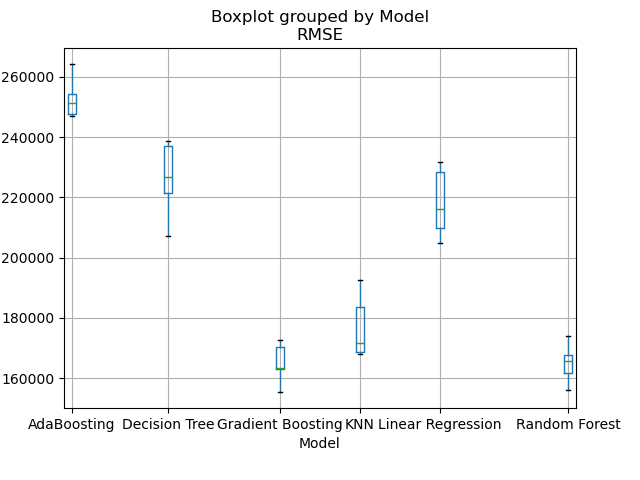 Boxplot grouped by Model
RMSE
260000
240000
220000
200000
180000
160000
AdaBoosting Decision Tree Gradient Boosting KNN Linear Regression Random Forest
Model